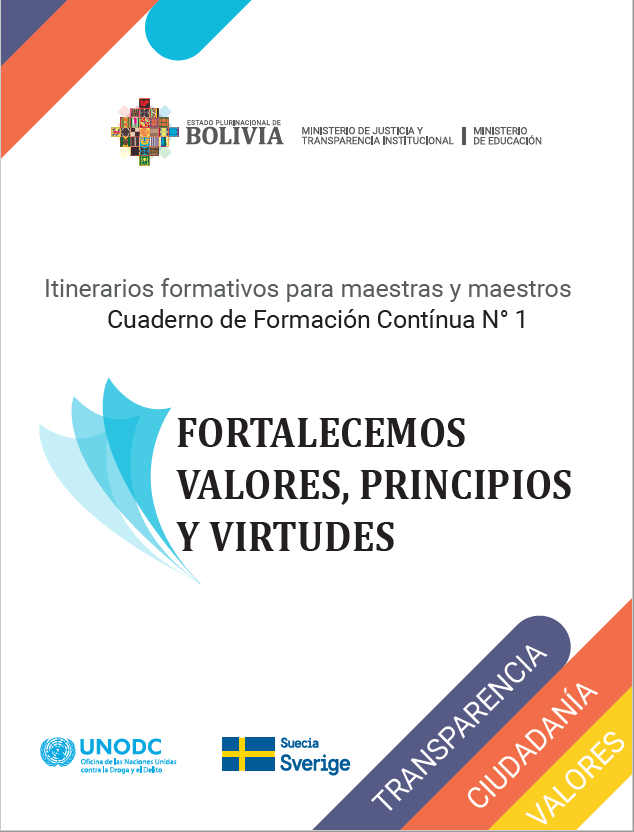 ESTADO PLURINACIONAL DE
BOLIVIA
MINISTERIO DE JUSTICIA Y
TRANSPARENCIA INSTITUCIONAL
MINISTERIO
DE EDUCACIÓN
Itinerarios formativos para maestras y maestros
Cuaderno de Formación Contínua N° 1
FORTALECEMOS
VALORES, PRINCIPIOS
Y VIRTUDES
UNODC
Oficina de las Naciones Unidas
contra la Droga y el Delito
Suecia
Sverige
TRANSPARENCIA
CIUDADANÍA
VALORES